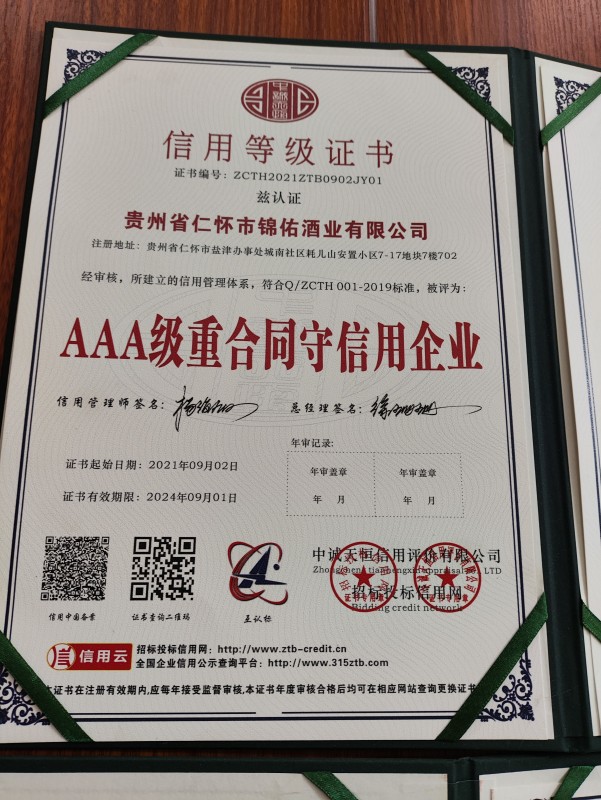 信用等级证书
证书编号：ZCTH2021ZTB0902JY01
兹认证
贵州省仁怀市锦佑酒业有限公司
注册地址：贵州省仁怀市盐津办事处城南社区耗儿山安置小区7-17地块7楼702
经审核，所建立的信用管理体系，符合Q/ZCTH 001-2019标准，被评为：
AAA级重合同守信用企业
信用管理师签名：
总经理签名：
年审记录：
证书起始日期：2021年09月02日
年审盖章 年审盖章
证书有效期限：2024年09月01日
年 月 年 月
中诚天恒信用评价有限公司
招标投标信用网
Bidding credit network
信用中国备案 证书查询二维码 互认标
证书专用章 证书专用章
信用云
招标投标信用网：http://www.ztb-credit.cn
全国企业信用公示查询平台：http://www.315ztb.com
本证书在注册有效期内,应每年接受监督审核,本证书年度审核合格后均可在相应网站查询更换证书